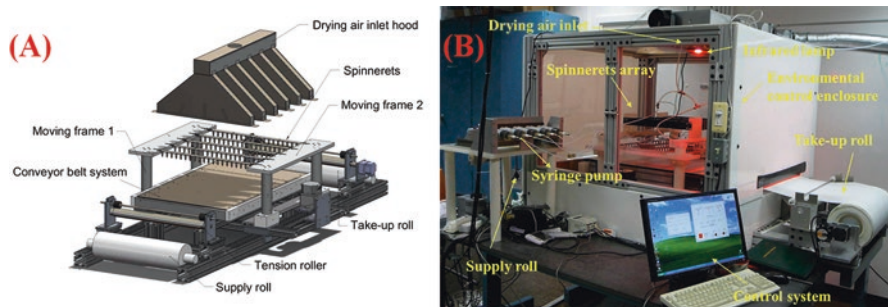 (A)
Drying air inlet hood
Spinnerets
Moving frame 2
Moving frame 1
Conveyor belt system
Take-up roll
Tension roller
Supply roll
(B)
Drying air inlet
Infrared lamp
Spinnerets array
Environmental
control enclosure
Take-up roll
Syringe pump
Supply roll
Control system